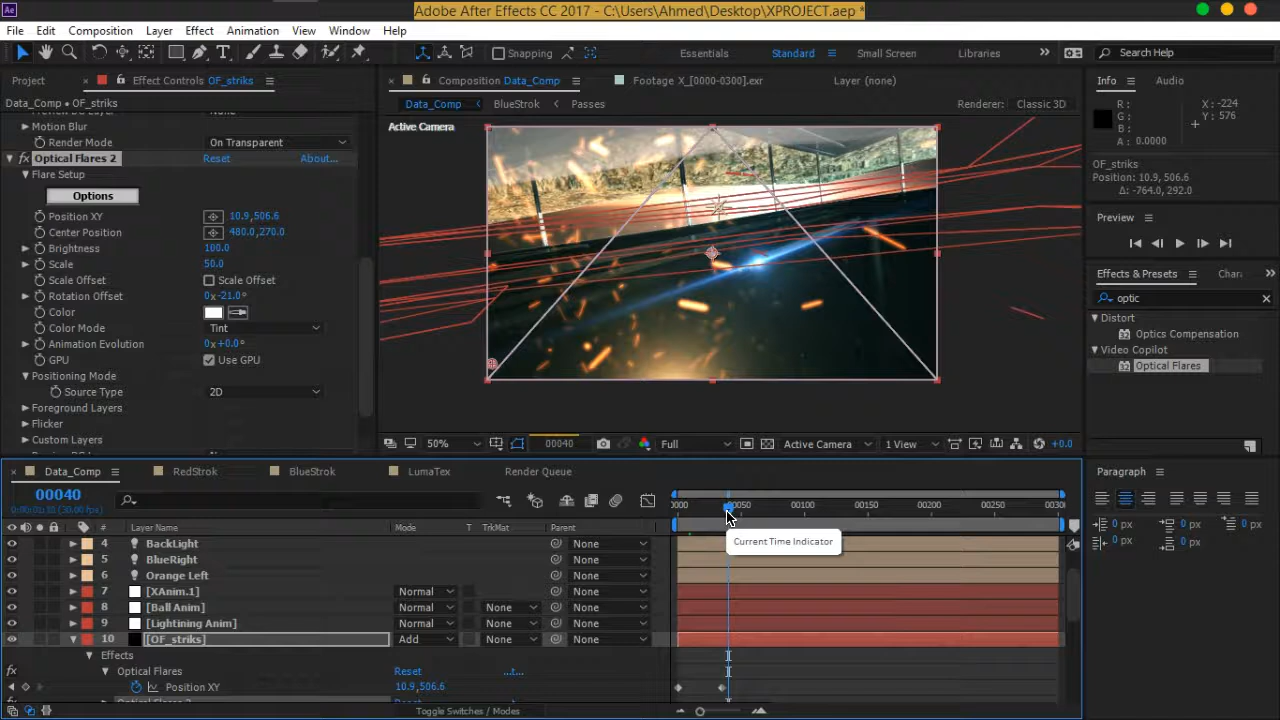 Ae Adobe After Effects CC 2017 - C:\Users\Ahmed\Desktop\XPROJECT.aep *
File Edit Composition Layer Effect Animation View Window Help
T Snapping Essentials Standard Small Screen Libraries Search Help
Project × Effect Controls OF_striks
Data_Comp • OF_striks
Motion Blur
Render Mode On Transparent
fx Optical Flares 2 Reset About...
Flare Setup
Options
Position XY 10.9,506.6
Center Position 480.0,270.0
Brightness 100.0
Scale 50.0
Scale Offset Scale Offset
Rotation Offset 0x-21.0°
Color
Color Mode Tint
Animation Evolution 0x+0.0°
GPU Use GPU
Positioning Mode
Source Type 2D
Foreground Layers
Flicker
Custom Layers
× Composition Data_Comp Footage X_[0000-0300].exr Layer (none)
Data_Comp BlueStrok Passes Renderer: Classic 3D
Active Camera
50% 00040 Full Active Camera 1 View +0.0
Info Audio
R : X : -224
G : Y : 576
B :
A : 0.0000
OF_striks
Position: 10.9, 506.6
Δ: -764.0, 292.0
Preview
Effects & Presets Chara
optic ×
Distort
32 Optics Compensation
Video Copilot
32 Optical Flares
Paragraph
0 px 0 px 0 px
0 px 0 px
× Data_Comp RedStrok BlueStrok LumaTex Render Queue
00040
0000 00050 00100 00150 00200 00250 0030
# Layer Name Mode T TrkMat Parent
4 BackLight None
5 BlueRight None
6 Orange Left None
7 [XAnim.1] Normal None
8 [Ball Anim] Normal None None
9 [Lightining Anim] Normal None None
10 [OF_striks] Add None None
Effects
fx Optical Flares Reset ...t...
Position XY 10.9,506.6
Current Time Indicator
Toggle Switches / Modes